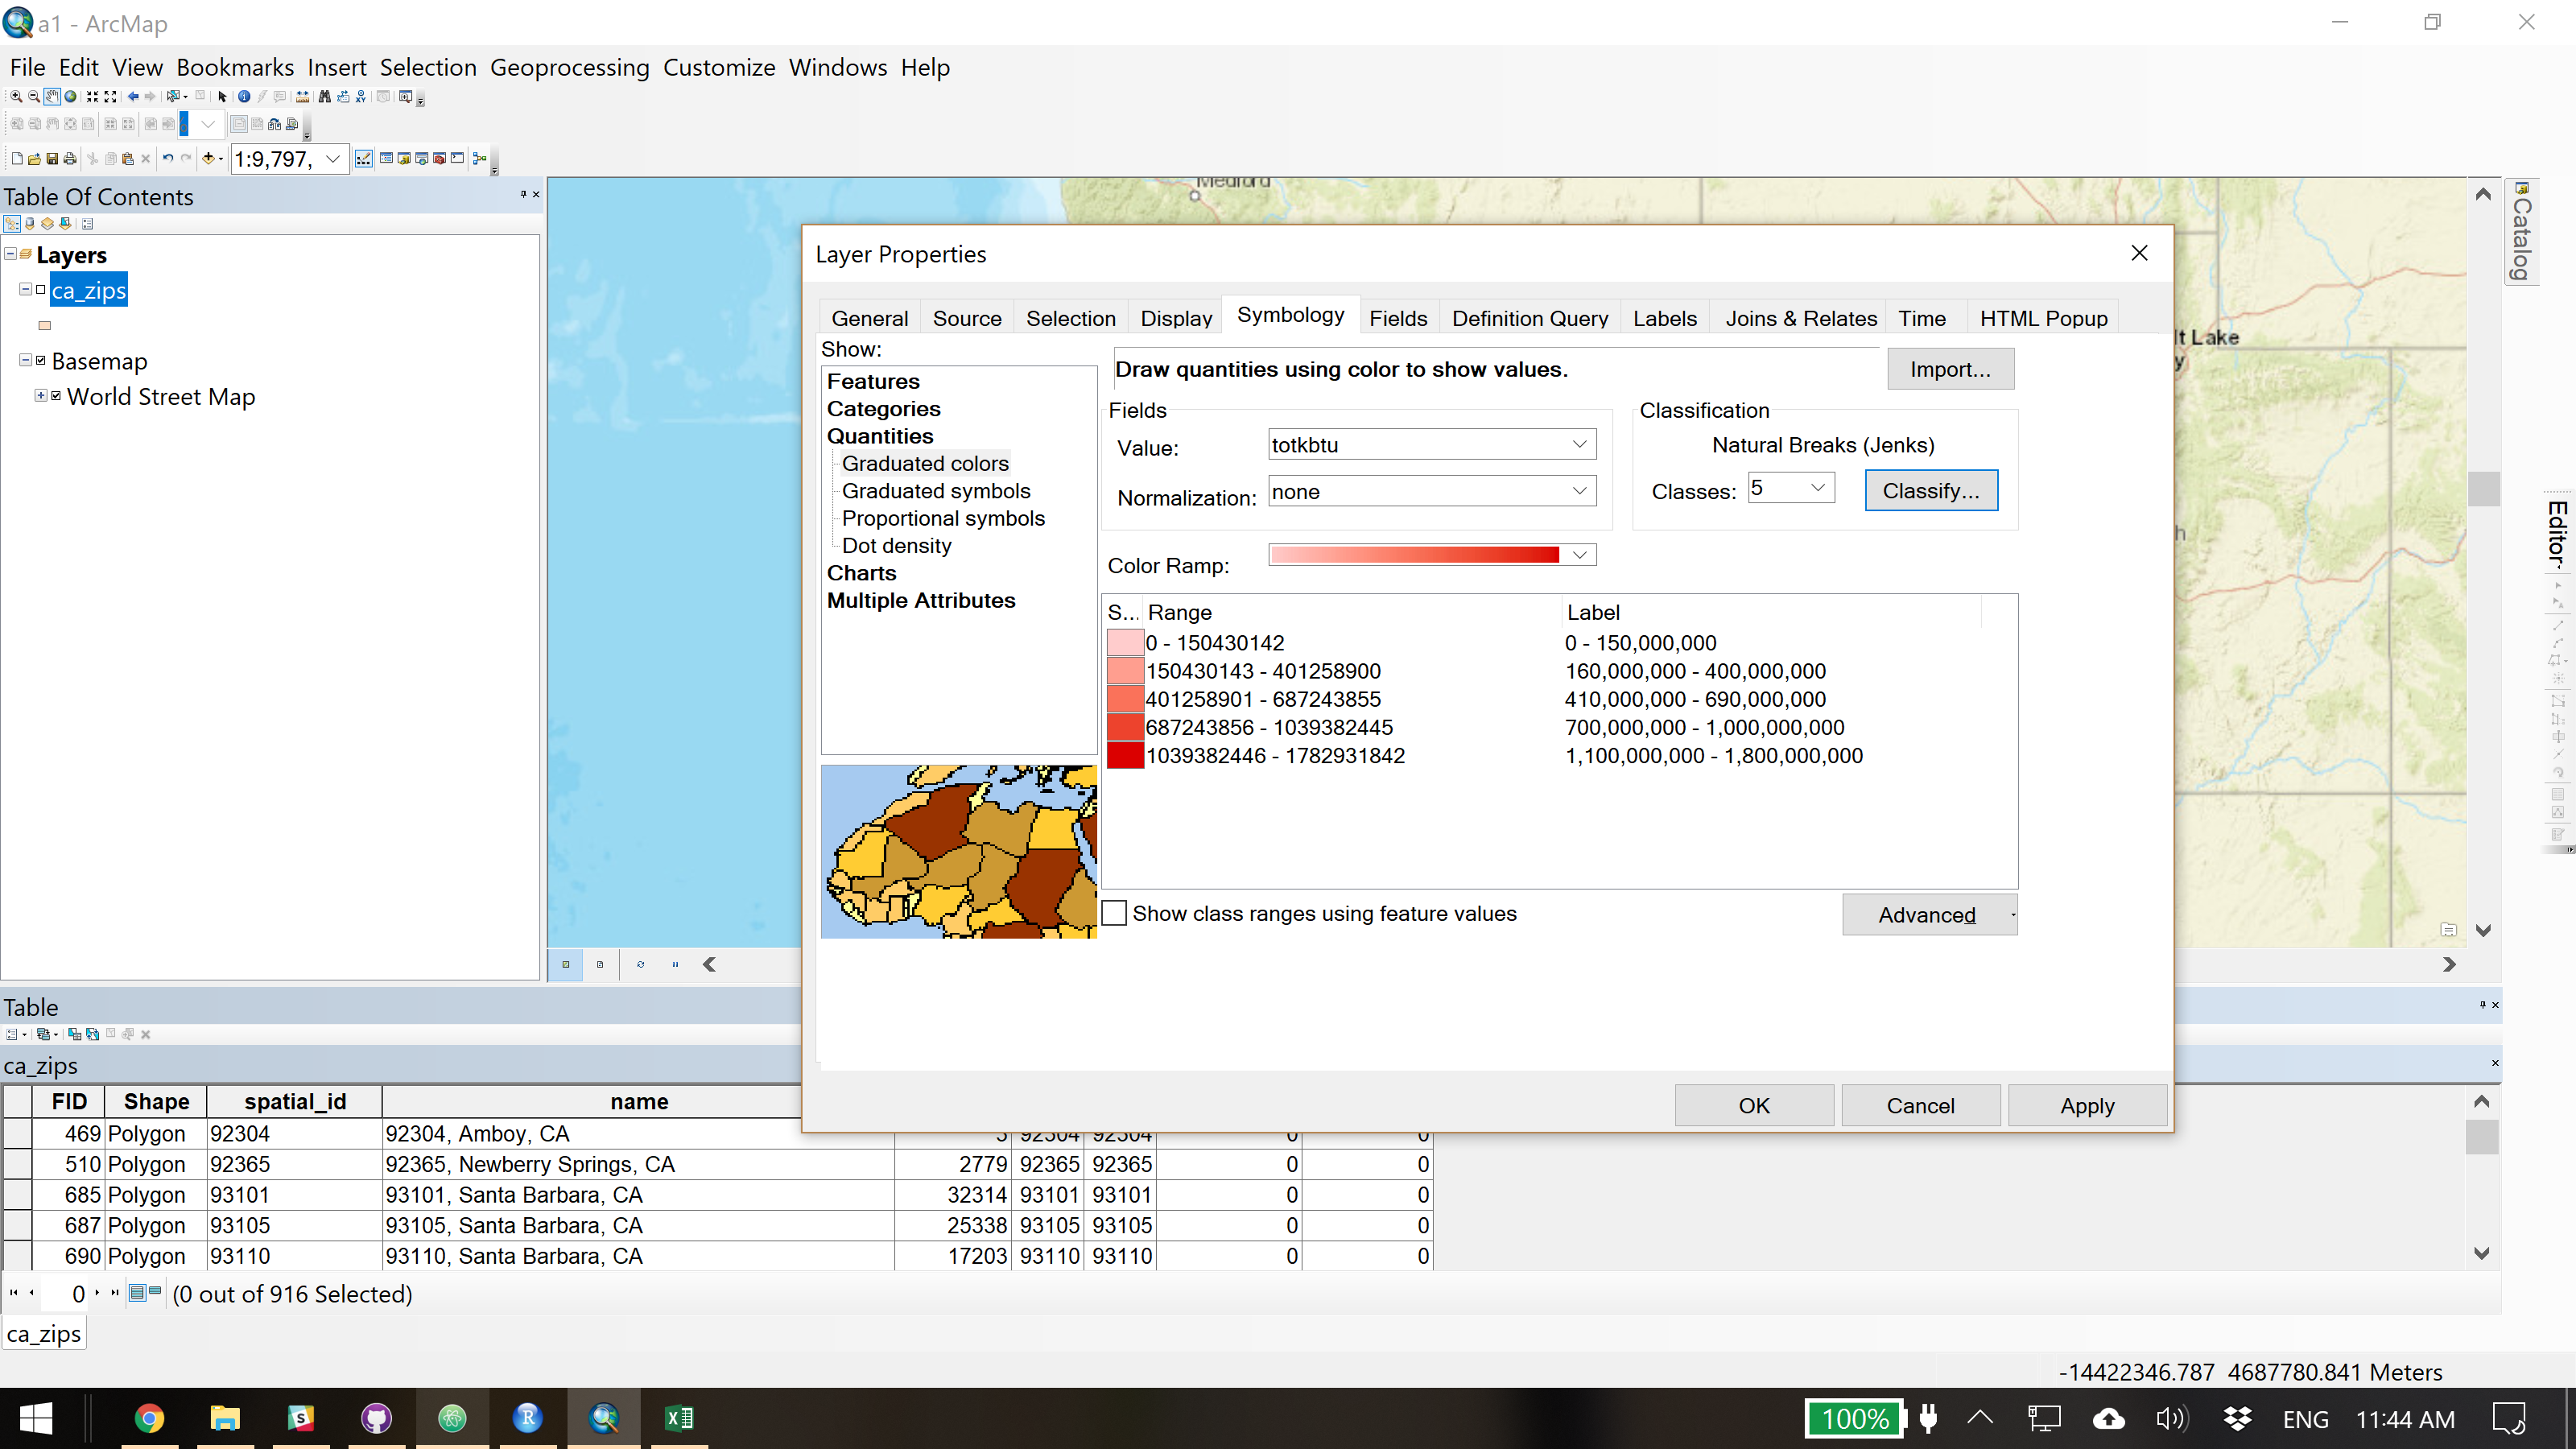 a1 - ArcMap
File Edit View Bookmarks Insert Selection Geoprocessing Customize Windows Help
1:9,797,
Table Of Contents
Layers
ca_zips
Basemap
World Street Map
Medford
Catalog
Editor
Layer Properties
General Source Selection Display Symbology Fields Definition Query Labels Joins & Relates Time HTML Popup
Show:
Features
Categories
Quantities
Graduated colors
Graduated symbols
Proportional symbols
Dot density
Charts
Multiple Attributes
Draw quantities using color to show values.
Import...
Fields
Value: totkbtu
Normalization: none
Classification
Natural Breaks (Jenks)
Classes: 5 Classify...
Color Ramp:
S... Range Label
0 - 150430142 0 - 150,000,000
150430143 - 401258900 160,000,000 - 400,000,000
401258901 - 687243855 410,000,000 - 690,000,000
687243856 - 1039382445 700,000,000 - 1,000,000,000
1039382446 - 1782931842 1,100,000,000 - 1,800,000,000
Show class ranges using feature values
Advanced
OK Cancel Apply
lt Lake
y
h
Table
ca_zips
FID Shape spatial_id name
469 Polygon 92304 92304, Amboy, CA 3 92304 92304 0 0
510 Polygon 92365 92365, Newberry Springs, CA 2779 92365 92365 0 0
685 Polygon 93101 93101, Santa Barbara, CA 32314 93101 93101 0 0
687 Polygon 93105 93105, Santa Barbara, CA 25338 93105 93105 0 0
690 Polygon 93110 93110, Santa Barbara, CA 17203 93110 93110 0 0
0 (0 out of 916 Selected)
ca_zips
-14422346.787 4687780.841 Meters
100% ENG 11:44 AM